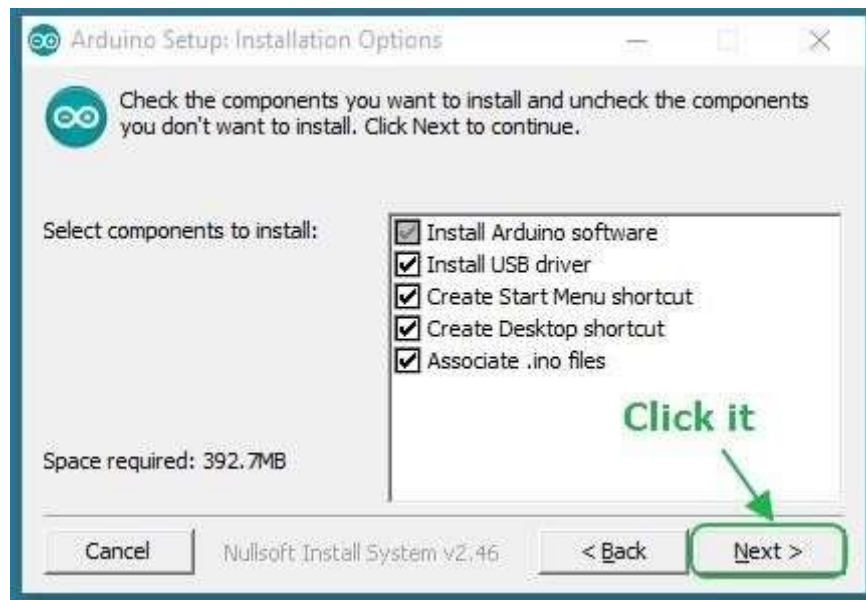 Arduino Setup: Installation Options
Check the components you want to install and uncheck the components
you don't want to install. Click Next to continue.
Select components to install:
Install Arduino software
Install USB driver
Create Start Menu shortcut
Create Desktop shortcut
Associate .ino files
Click it
Space required: 392.7MB
Cancel
Nullsoft Install System v2.46
< Back
Next >